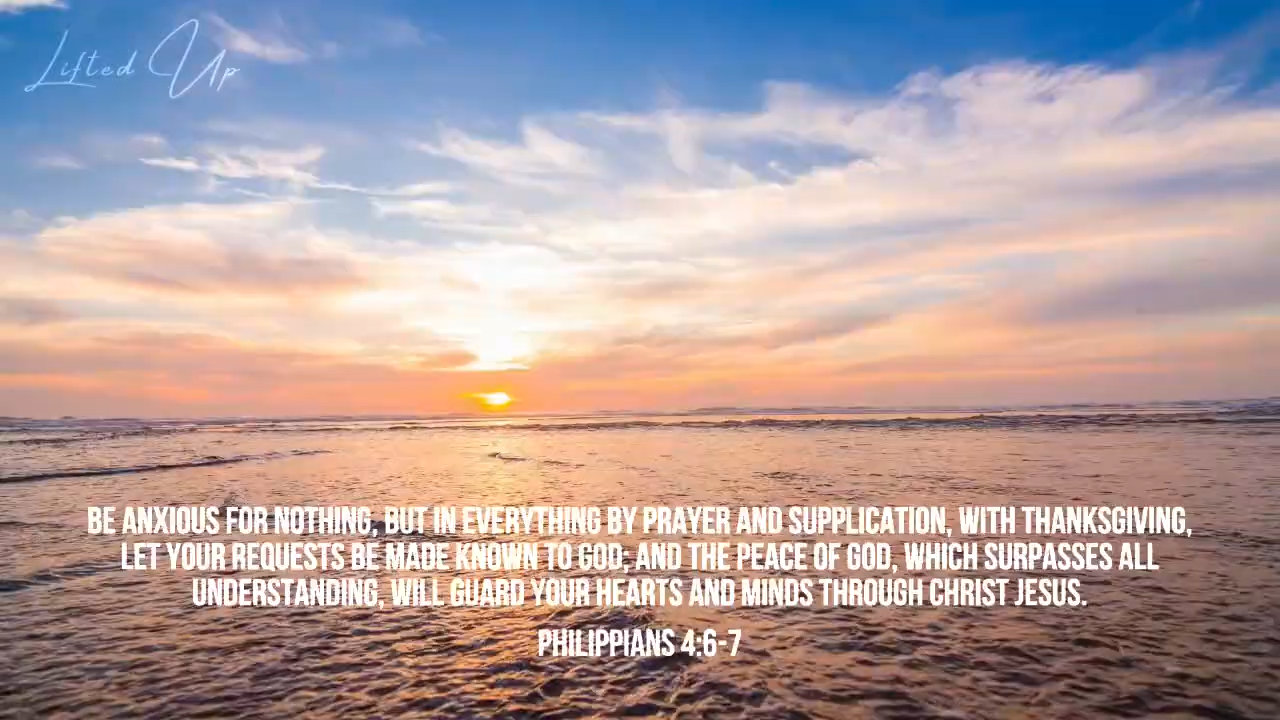 Lifted Up
BE ANXIOUS FOR NOTHING, BUT IN EVERYTHING BY PRAYER AND SUPPLICATION, WITH THANKSGIVING,
LET YOUR REQUESTS BE MADE KNOWN TO GOD; AND THE PEACE OF GOD, WHICH SURPASSES ALL
UNDERSTANDING, WILL GUARD YOUR HEARTS AND MINDS THROUGH CHRIST JESUS.
PHILIPPIANS 4:6-7